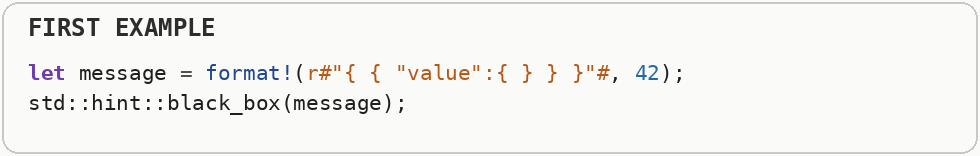 FIRST EXAMPLE
let message = format!(r#"{ { "value":{ } } }"#, 42);
std::hint::black_box(message);